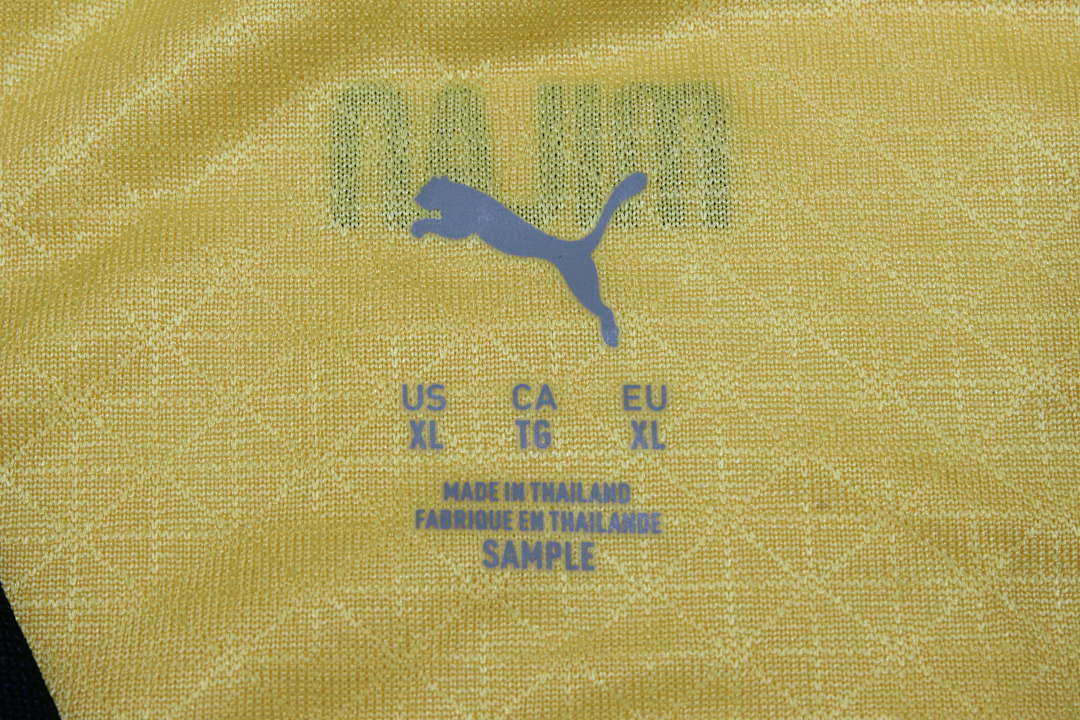 US CA EU
XL TG XL
MADE IN THAILAND
FABRIQUE EN THAILANDE
SAMPLE